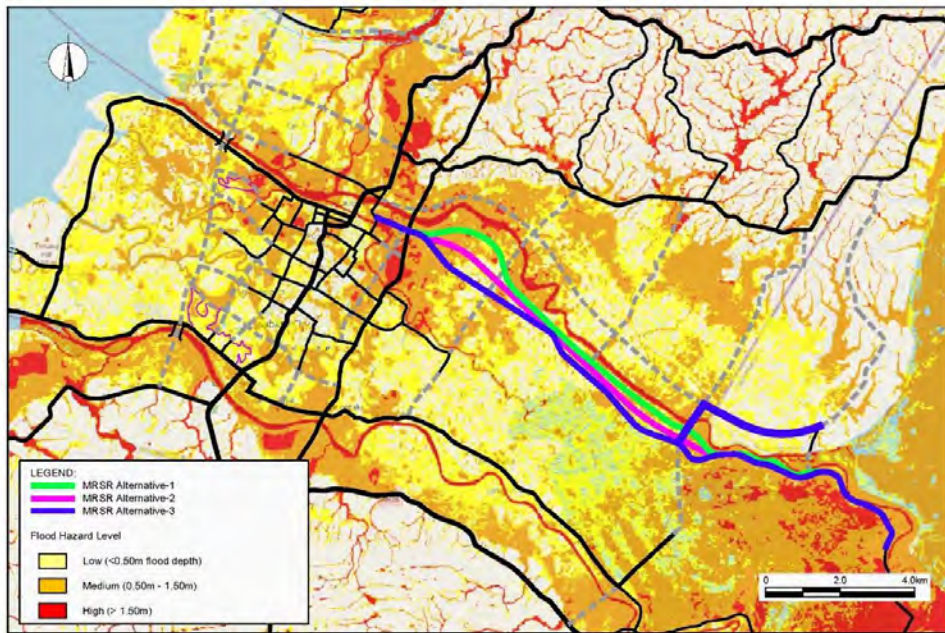 LEGEND:
MRSR Alternative-1
MRSR Alternative-2
MRSR Alternative-3
Flood Hazard Level
Low (<0.50m flood depth)
Medium (0.50m - 1.50m)
High (> 1.50m)
0 2.0 4.0km